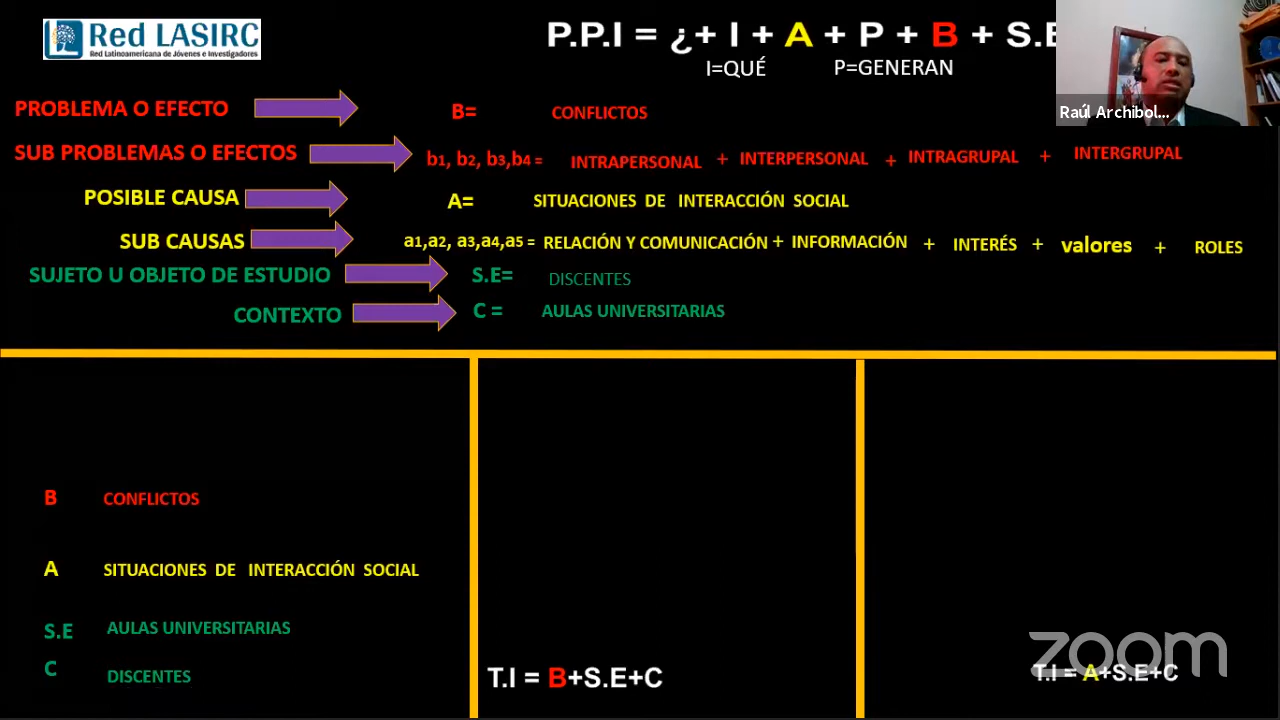 Red LASIRC
Red Latinoamericana de Jóvenes e Investigadores
P.P.I = ¿+ I + A + P + B + S.E
I=QUÉ P=GENERAN
Raúl Archibol...
PROBLEMA O EFECTO B= CONFLICTOS
SUB PROBLEMAS O EFECTOS b1, b2, b3,b4 = INTRAPERSONAL + INTERPERSONAL + INTRAGRUPAL + INTERGRUPAL
POSIBLE CAUSA A= SITUACIONES DE INTERACCIÓN SOCIAL
SUB CAUSAS a1,a2, a3,a4,a5 = RELACIÓN Y COMUNICACIÓN + INFORMACIÓN + INTERÉS + valores + ROLES
SUJETO U OBJETO DE ESTUDIO S.E= DISCENTES
CONTEXTO C = AULAS UNIVERSITARIAS
B CONFLICTOS
A SITUACIONES DE INTERACCIÓN SOCIAL
S.E AULAS UNIVERSITARIAS
C DISCENTES
T.I = B+S.E+C
T.I = A+S.E+C
zoom